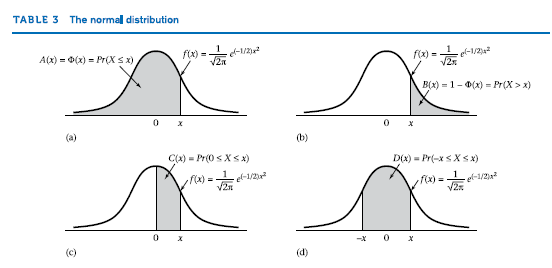 TABLE 3 The normal distribution
A(x) = Φ(x) = Pr(X ≤ x)
f(x) = 1/√2π e(−1/2)x²
0 x
(a)
f(x) = 1/√2π e(−1/2)x²
B(x) = 1 − Φ(x) = Pr(X > x)
0 x
(b)
C(x) = Pr(0 ≤ X ≤ x)
f(x) = 1/√2π e(−1/2)x²
0 x
(c)
D(x) = Pr(−x ≤ X ≤ x)
f(x) = 1/√2π e(−1/2)x²
−x 0 x
(d)